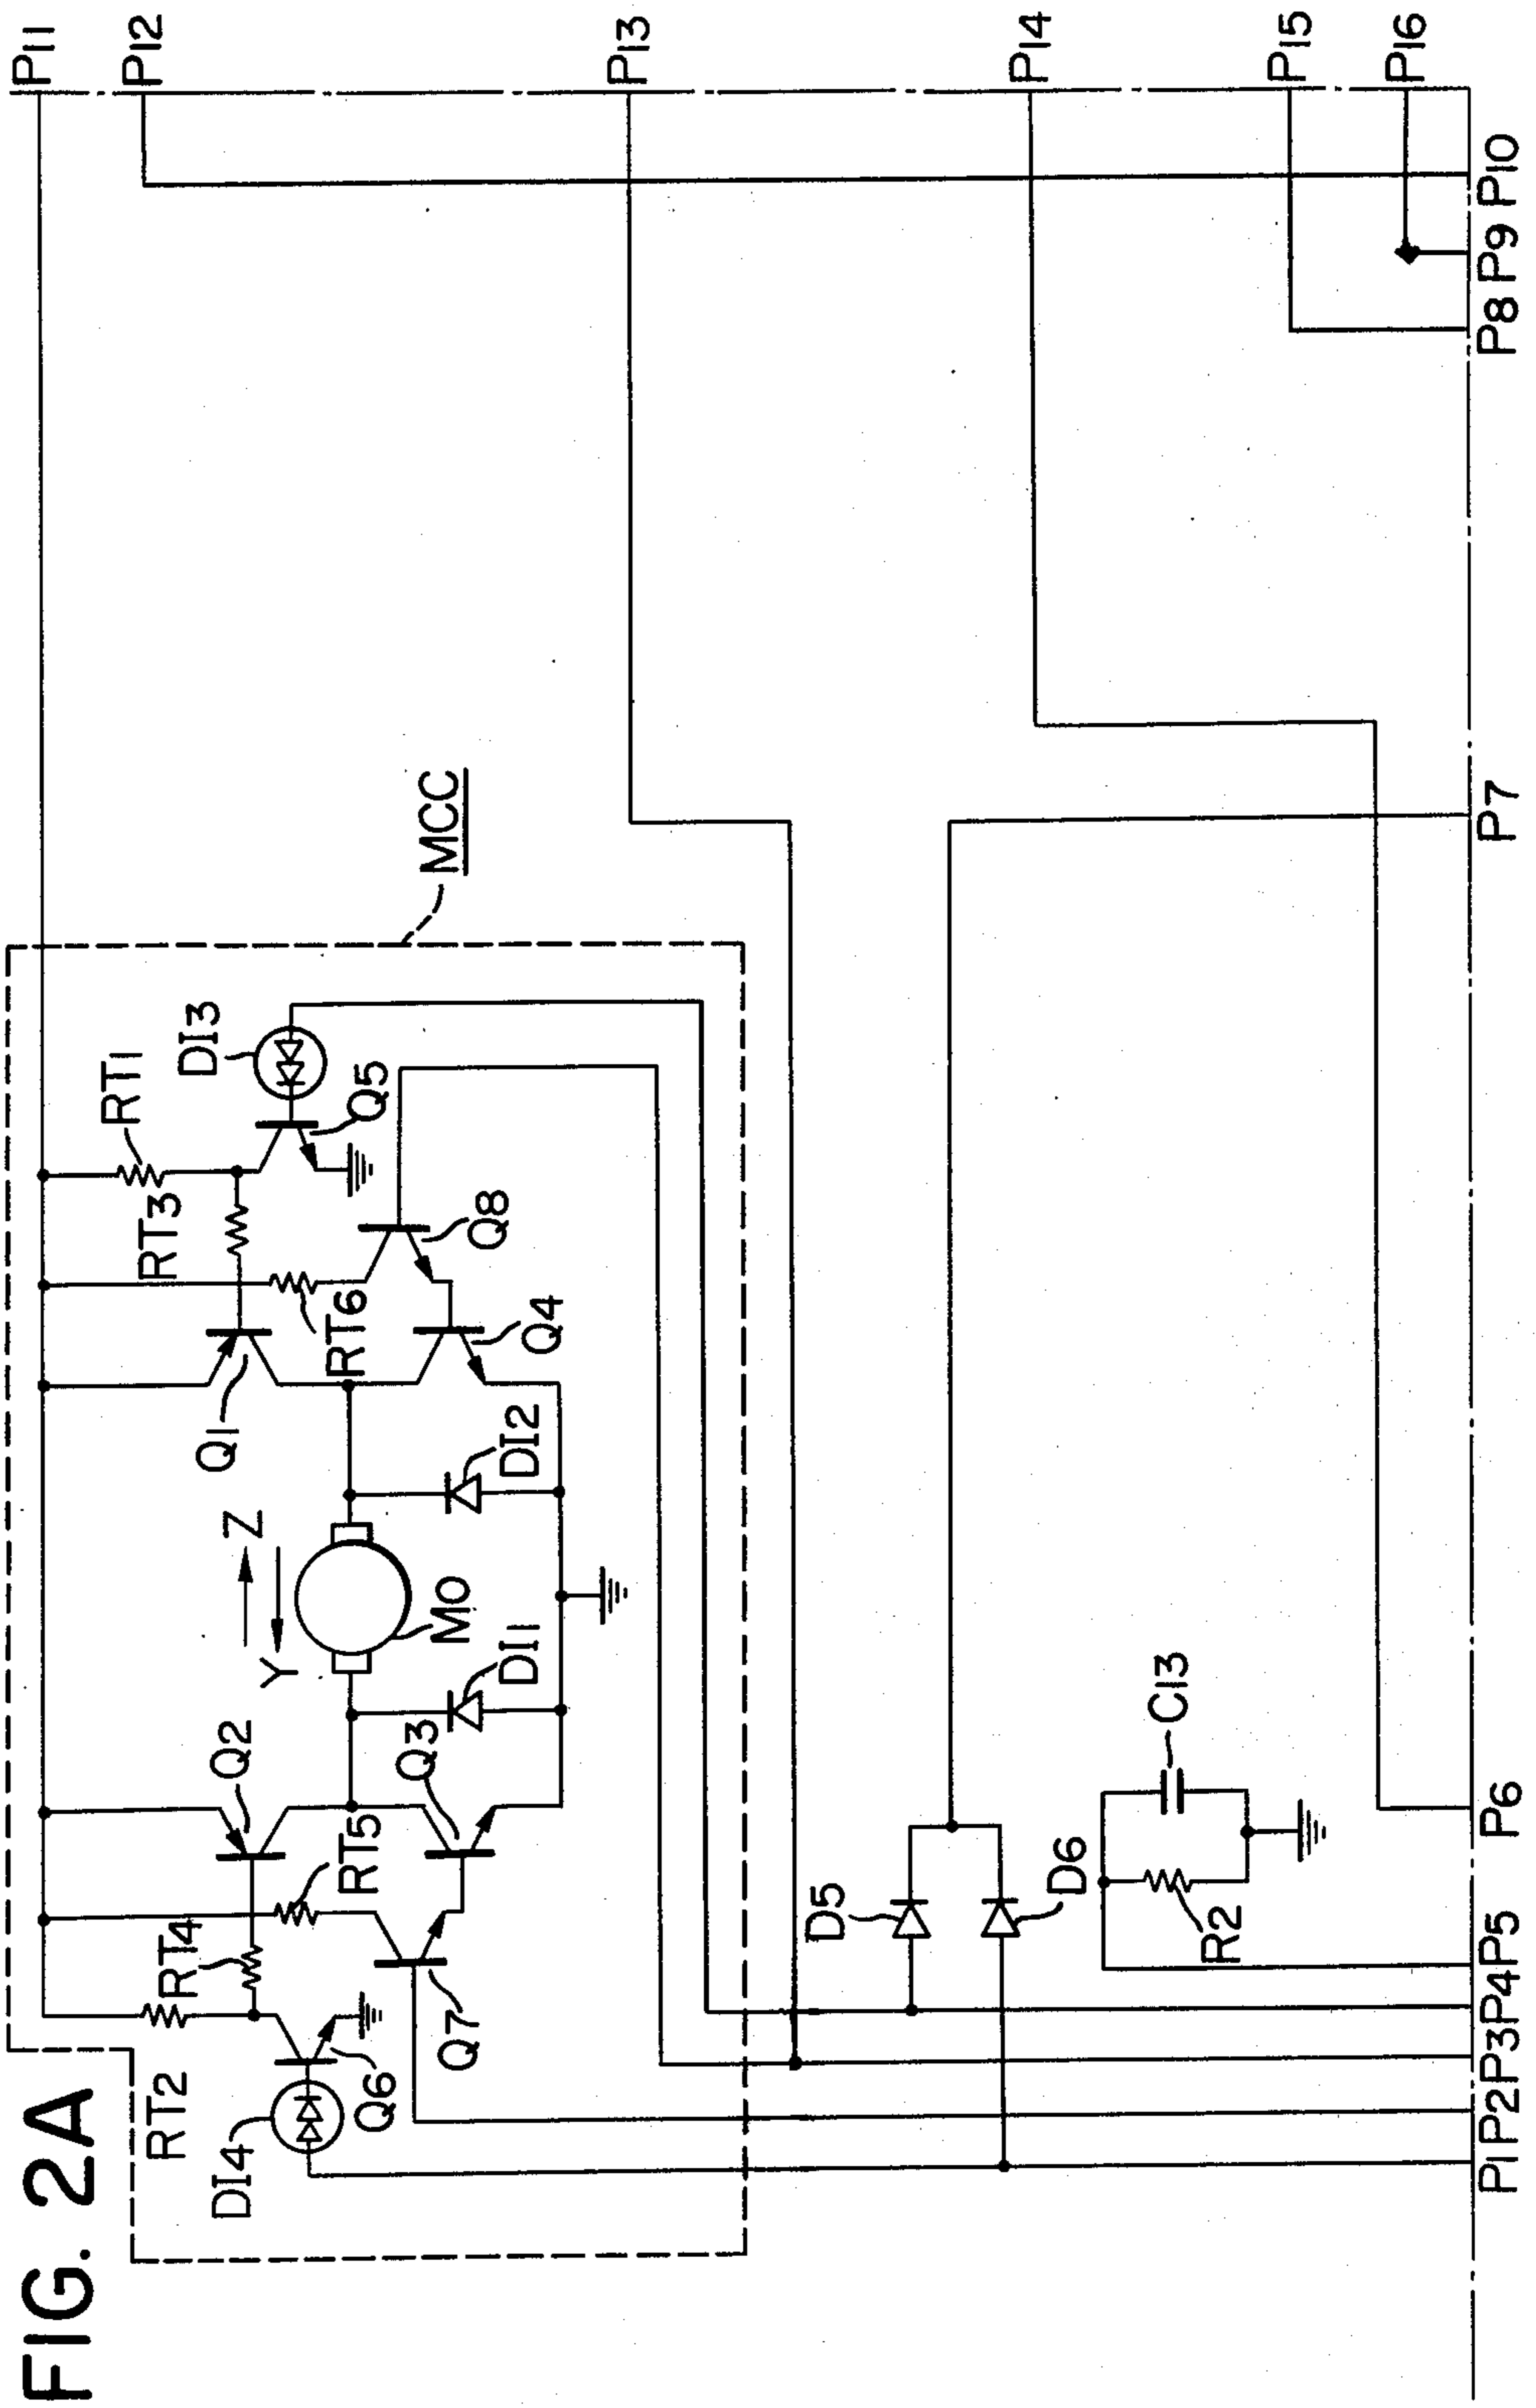 FIG. 2A
P11
P12
P13
P14
P15
P16
MCC
RT2
DI4
Q6
RT4
Q2
RT5
Q7
Q3
DI1
Y
Z
MO
DI2
Q1
RT6
Q4
RT3
RT1
Q8
Q5
DI3
D5
D6
R2
C13
P1
P2
P3
P4
P5
P6
P7
P8
P9
P10